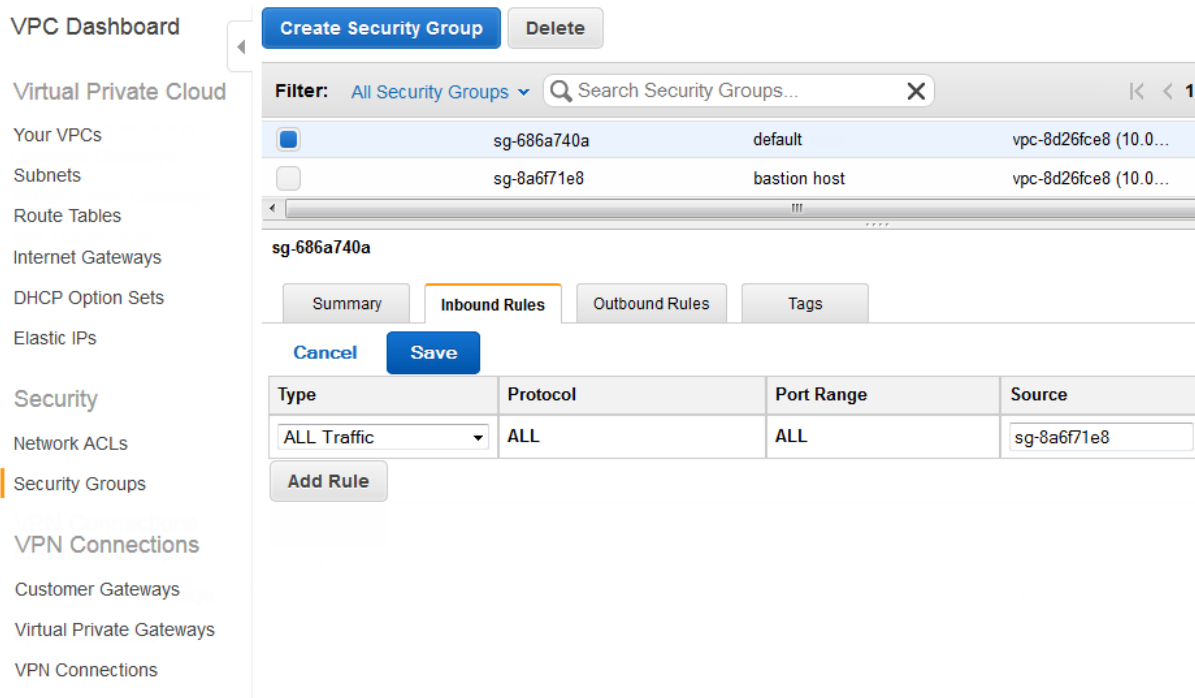 VPC Dashboard
Create Security Group
Delete
Virtual Private Cloud
Your VPCs
Subnets
Route Tables
Internet Gateways
DHCP Option Sets
Elastic IPs
Security
Network ACLs
Security Groups
VPN Connections
Customer Gateways
Virtual Private Gateways
VPN Connections
Filter: All Security Groups Search Security Groups... 1
sg-686a740a default vpc-8d26fce8 (10.0...
sg-8a6f71e8 bastion host vpc-8d26fce8 (10.0...
sg-686a740a
Summary Inbound Rules Outbound Rules Tags
Cancel Save
Type Protocol Port Range Source
ALL Traffic ALL ALL sg-8a6f71e8
Add Rule